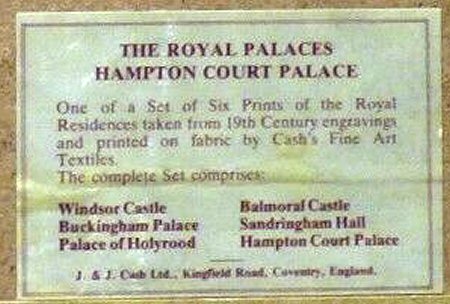 THE ROYAL PALACES
HAMPTON COURT PALACE
One of a Set of Six Prints of the Royal
Residences taken from 19th Century engravings
and printed on fabric by Cash's Fine Art
Textiles.
The complete Set comprises:
Windsor Castle
Buckingham Palace
Palace of Holyrood
Balmoral Castle
Sandringham Hall
Hampton Court Palace
J. & J. Cash Ltd., Kingfield Road, Coventry, England.